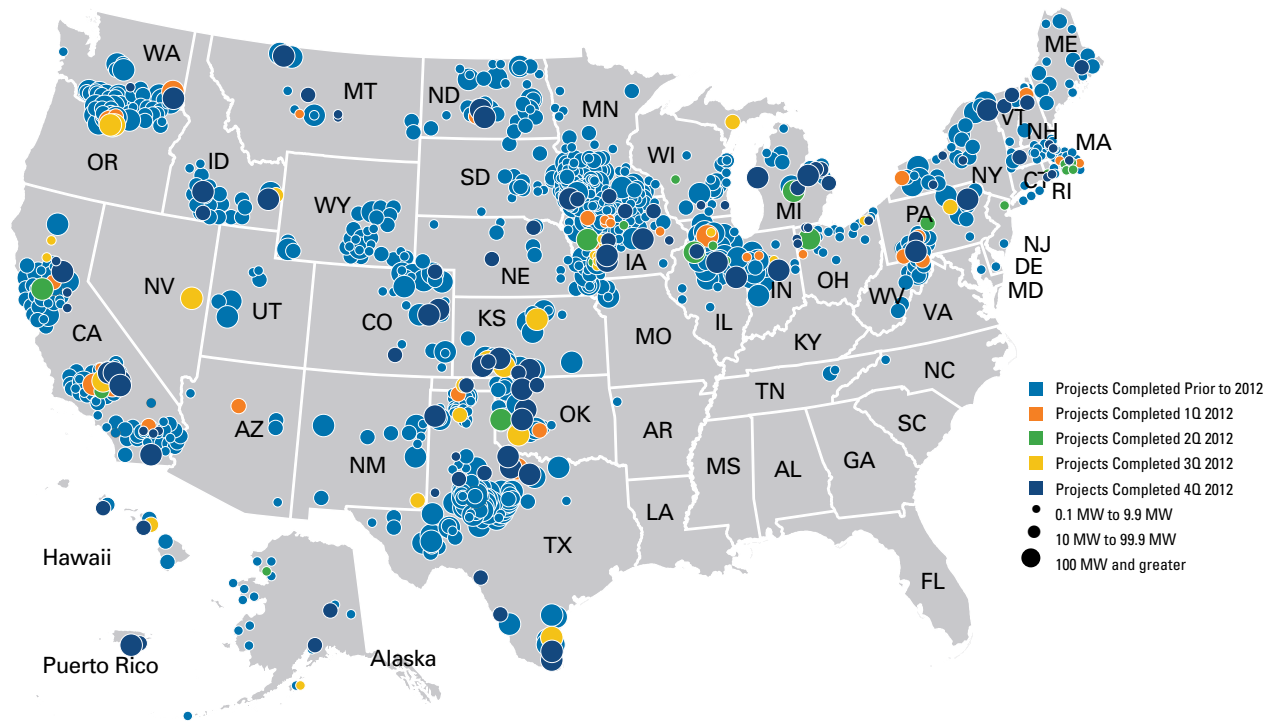 WA
ME
MT
ND
MN
VT
NH
MA
OR
ID
WI
SD
NY
CT
RI
WY
MI
PA
IA
NE
NJ
OH
DE
NV
IN
MD
UT
WV
VA
CO
KS
IL
CA
MO
KY
NC
TN
OK
AZ
AR
SC
NM
MS
AL
GA
LA
TX
FL
Hawaii
Puerto Rico
Alaska
Projects Completed Prior to 2012
Projects Completed 1Q 2012
Projects Completed 2Q 2012
Projects Completed 3Q 2012
Projects Completed 4Q 2012
0.1 MW to 9.9 MW
10 MW to 99.9 MW
100 MW and greater